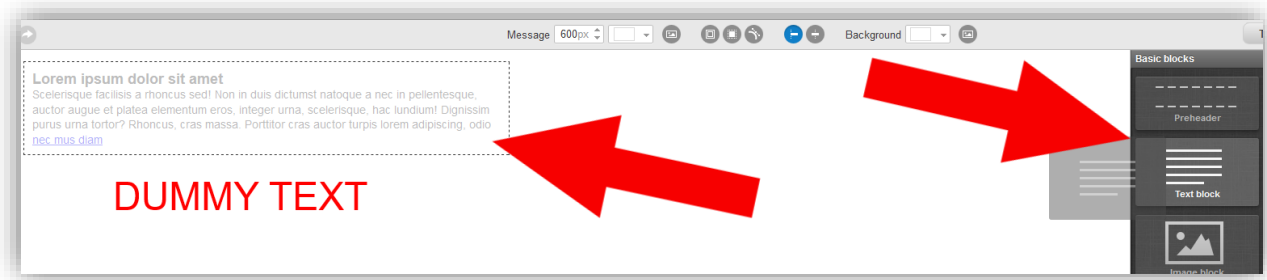 Message 600px
Background
T
Basic blocks
Preheader
Text block
Image block
Lorem ipsum dolor sit amet
Scelerisque facilisis a rhoncus sed! Non in duis dictumst natoque a nec in pellentesque,
auctor augue et platea elementum eros, integer urna, scelerisque, hac lundium! Dignissim
purus urna tortor? Rhoncus, cras massa. Porttitor cras auctor turpis lorem adipiscing, odio
nec mus diam
DUMMY TEXT